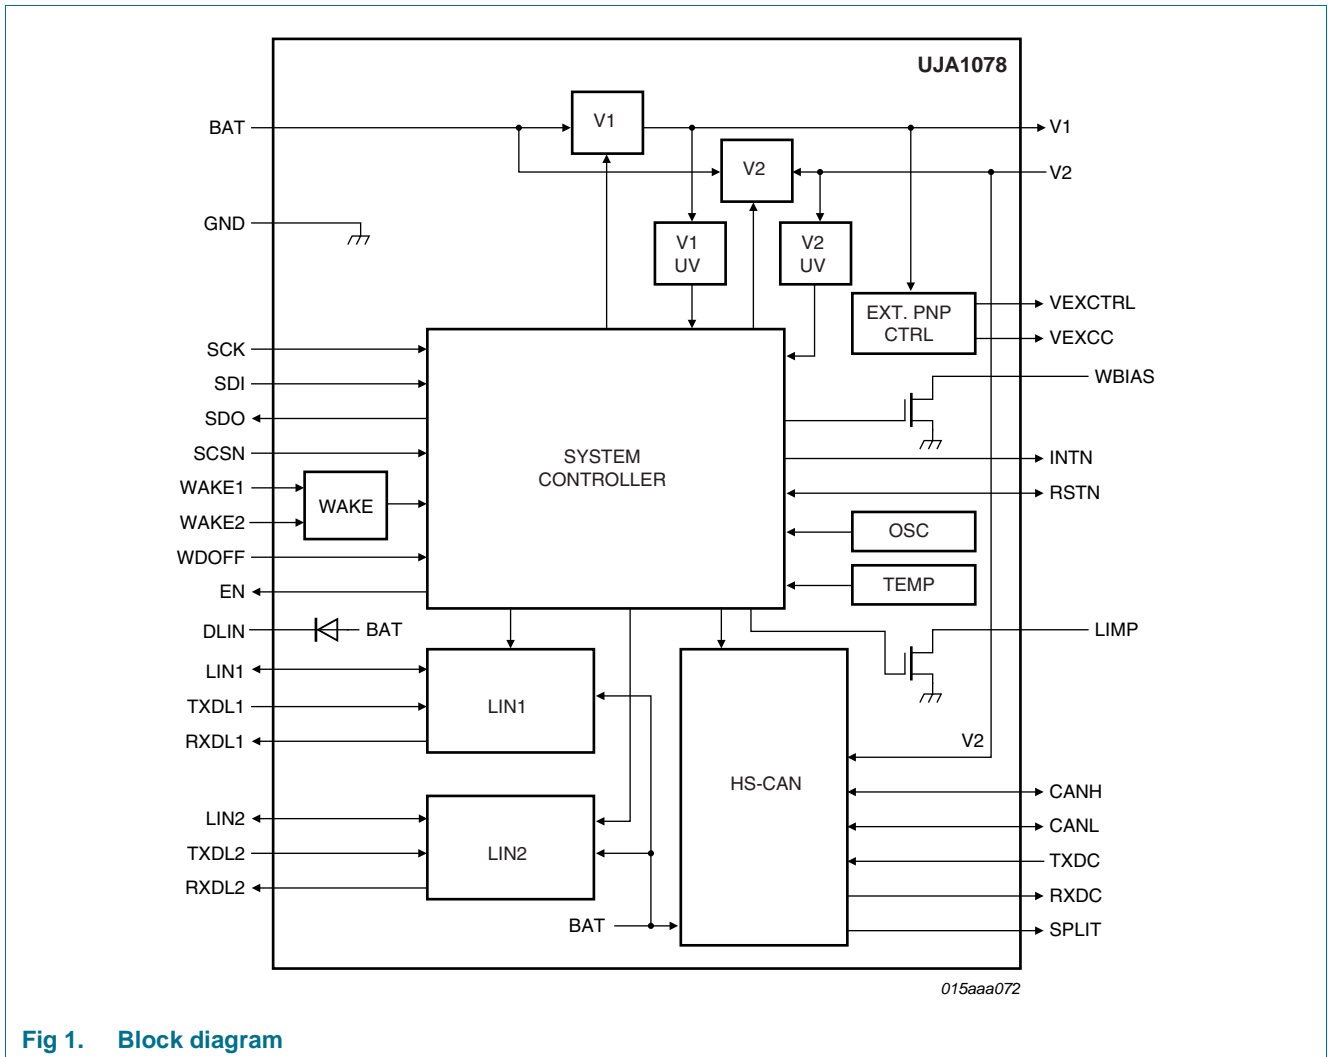 UJA1078
BAT
V1
V1
V2
V2
GND
V1
UV
V2
UV
EXT. PNP
CTRL
VEXCTRL
VEXCC
SCK
SDI
SDO
SCSN
WAKE1
WAKE2
WAKE
WDOFF
EN
SYSTEM
CONTROLLER
WBIAS
INTN
RSTN
OSC
TEMP
DLIN
BAT
LIMP
LIN1
TXDL1
RXDL1
LIN1
V2
HS-CAN
LIN2
TXDL2
RXDL2
LIN2
BAT
CANH
CANL
TXDC
RXDC
SPLIT
015aaa072
Fig 1. Block diagram